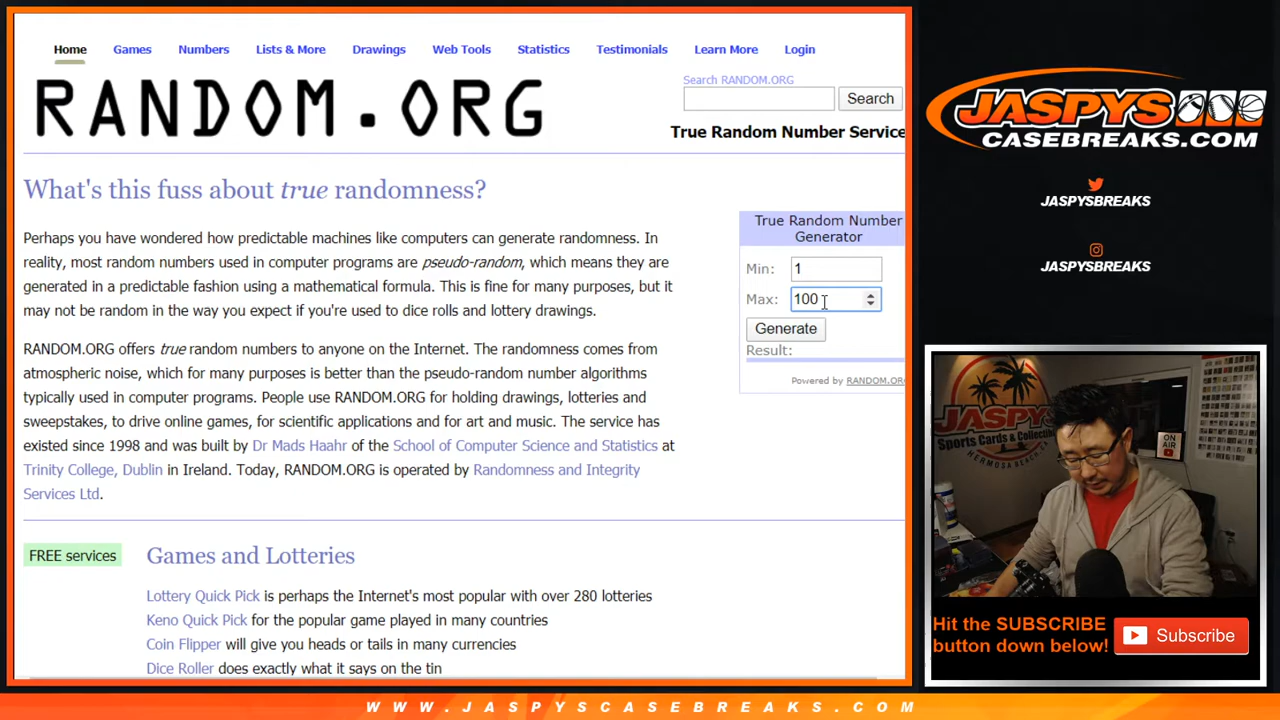 Home Games Numbers Lists & More Drawings Web Tools Statistics Testimonials Learn More Login
RANDOM.ORG
Search RANDOM.ORG
Search
True Random Number Service
What's this fuss about true randomness?
Perhaps you have wondered how predictable machines like computers can generate randomness. In
reality, most random numbers used in computer programs are pseudo-random, which means they are
generated in a predictable fashion using a mathematical formula. This is fine for many purposes, but it
may not be random in the way you expect if you're used to dice rolls and lottery drawings.
RANDOM.ORG offers true random numbers to anyone on the Internet. The randomness comes from
atmospheric noise, which for many purposes is better than the pseudo-random number algorithms
typically used in computer programs. People use RANDOM.ORG for holding drawings, lotteries and
sweepstakes, to drive online games, for scientific applications and for art and music. The service has
existed since 1998 and was built by Dr Mads Haahr of the School of Computer Science and Statistics at
Trinity College, Dublin in Ireland. Today, RANDOM.ORG is operated by Randomness and Integrity
Services Ltd.
True Random Number
Generator
Min: 1
Max: 100
Generate
Result:
Powered by RANDOM.ORG
FREE services
Games and Lotteries
Lottery Quick Pick is perhaps the Internet's most popular with over 280 lotteries
Keno Quick Pick for the popular game played in many countries
Coin Flipper will give you heads or tails in many currencies
Dice Roller does exactly what it says on the tin
JASPYS
CASEBREAKS.COM
JASPYSBREAKS
JASPYSBREAKS
JASPYS
Sports Cards & Collectibles
HERMOSA BEACH, CA
ON AIR
Hit the SUBSCRIBE
button down below!
Subscribe
WWW.JASPYSCASEBREAKS.COM